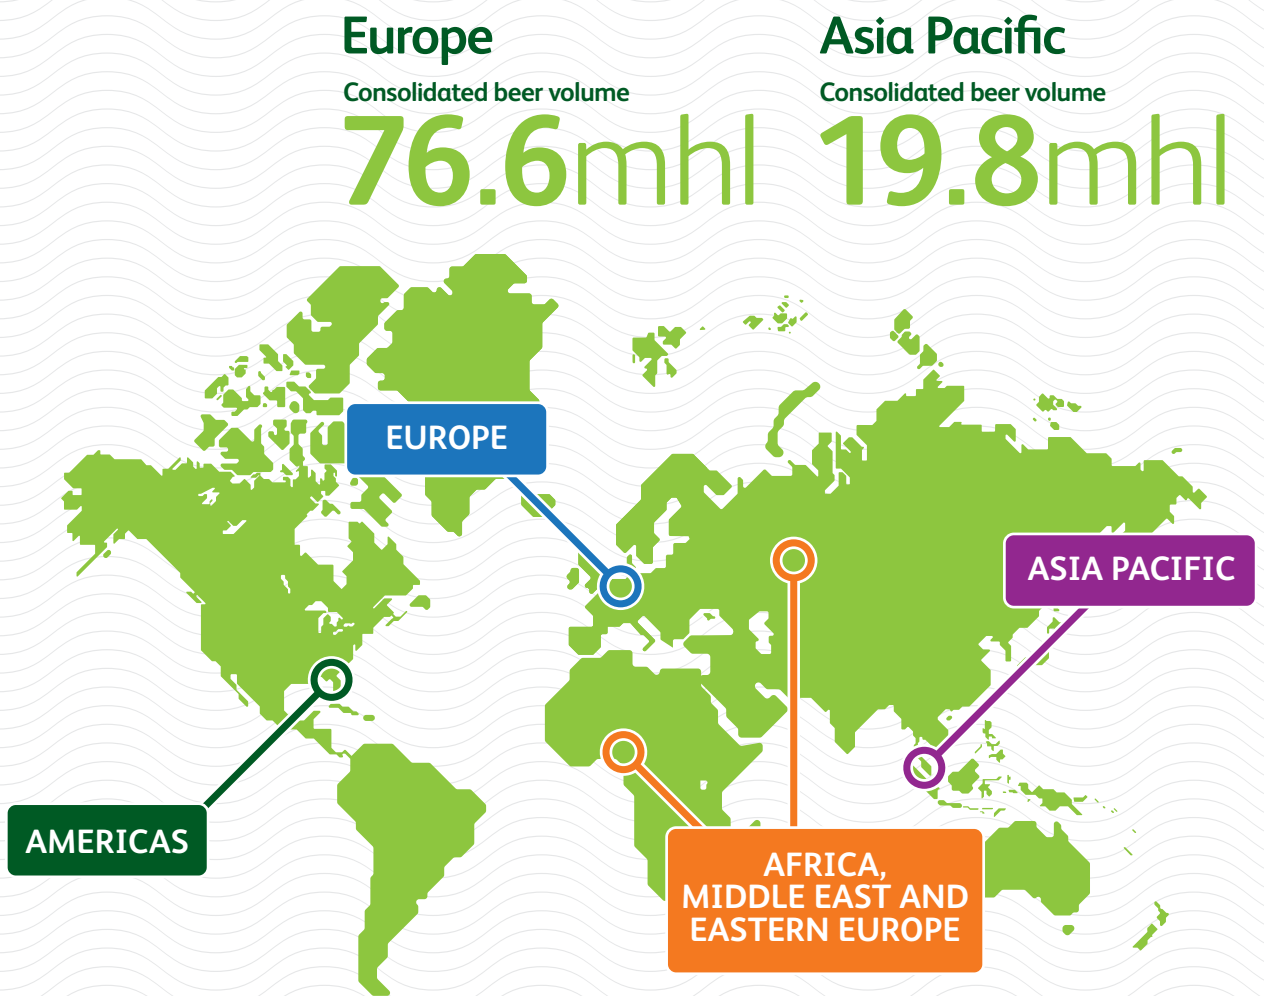 Europe
Consolidated beer volume
76.6mhl
Asia Pacific
Consolidated beer volume
19.8mhl
EUROPE
ASIA PACIFIC
AMERICAS
AFRICA,
MIDDLE EAST AND
EASTERN EUROPE